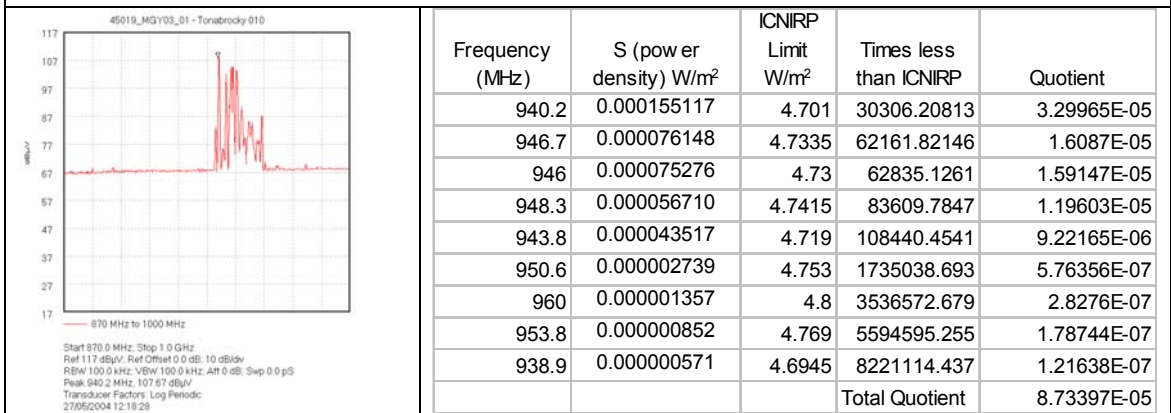 45019_MGY03_01 - Tonabrocky 010
117
107
97
87
77
67
57
47
37
27
17
dBµV
870 MHz to 1000 MHz
Start 870.0 MHz; Stop 1.0 GHz
Ref 117 dBµV; Ref Offset 0.0 dB; 10 dB/div
RBW 100.0 kHz; VBW 100.0 kHz; Att 0 dB; Swp 0.0 pS
Peak 940.2 MHz, 107.67 dBµV
Transducer Factors: Log Periodic
27/05/2004 12:18:28
Frequency (MHz) S (power density) W/m² ICNIRP Limit W/m² Times less than ICNIRP Quotient
940.2 0.000155117 4.701 30306.20813 3.29965E-05
946.7 0.000076148 4.7335 62161.82146 1.6087E-05
946 0.000075276 4.73 62835.1261 1.59147E-05
948.3 0.000056710 4.7415 83609.7847 1.19603E-05
943.8 0.000043517 4.719 108440.4541 9.22165E-06
950.6 0.000002739 4.753 1735038.693 5.76356E-07
960 0.000001357 4.8 3536572.679 2.8276E-07
953.8 0.000000852 4.769 5594595.255 1.78744E-07
938.9 0.000000571 4.6945 8221114.437 1.21638E-07
Total Quotient 8.73397E-05